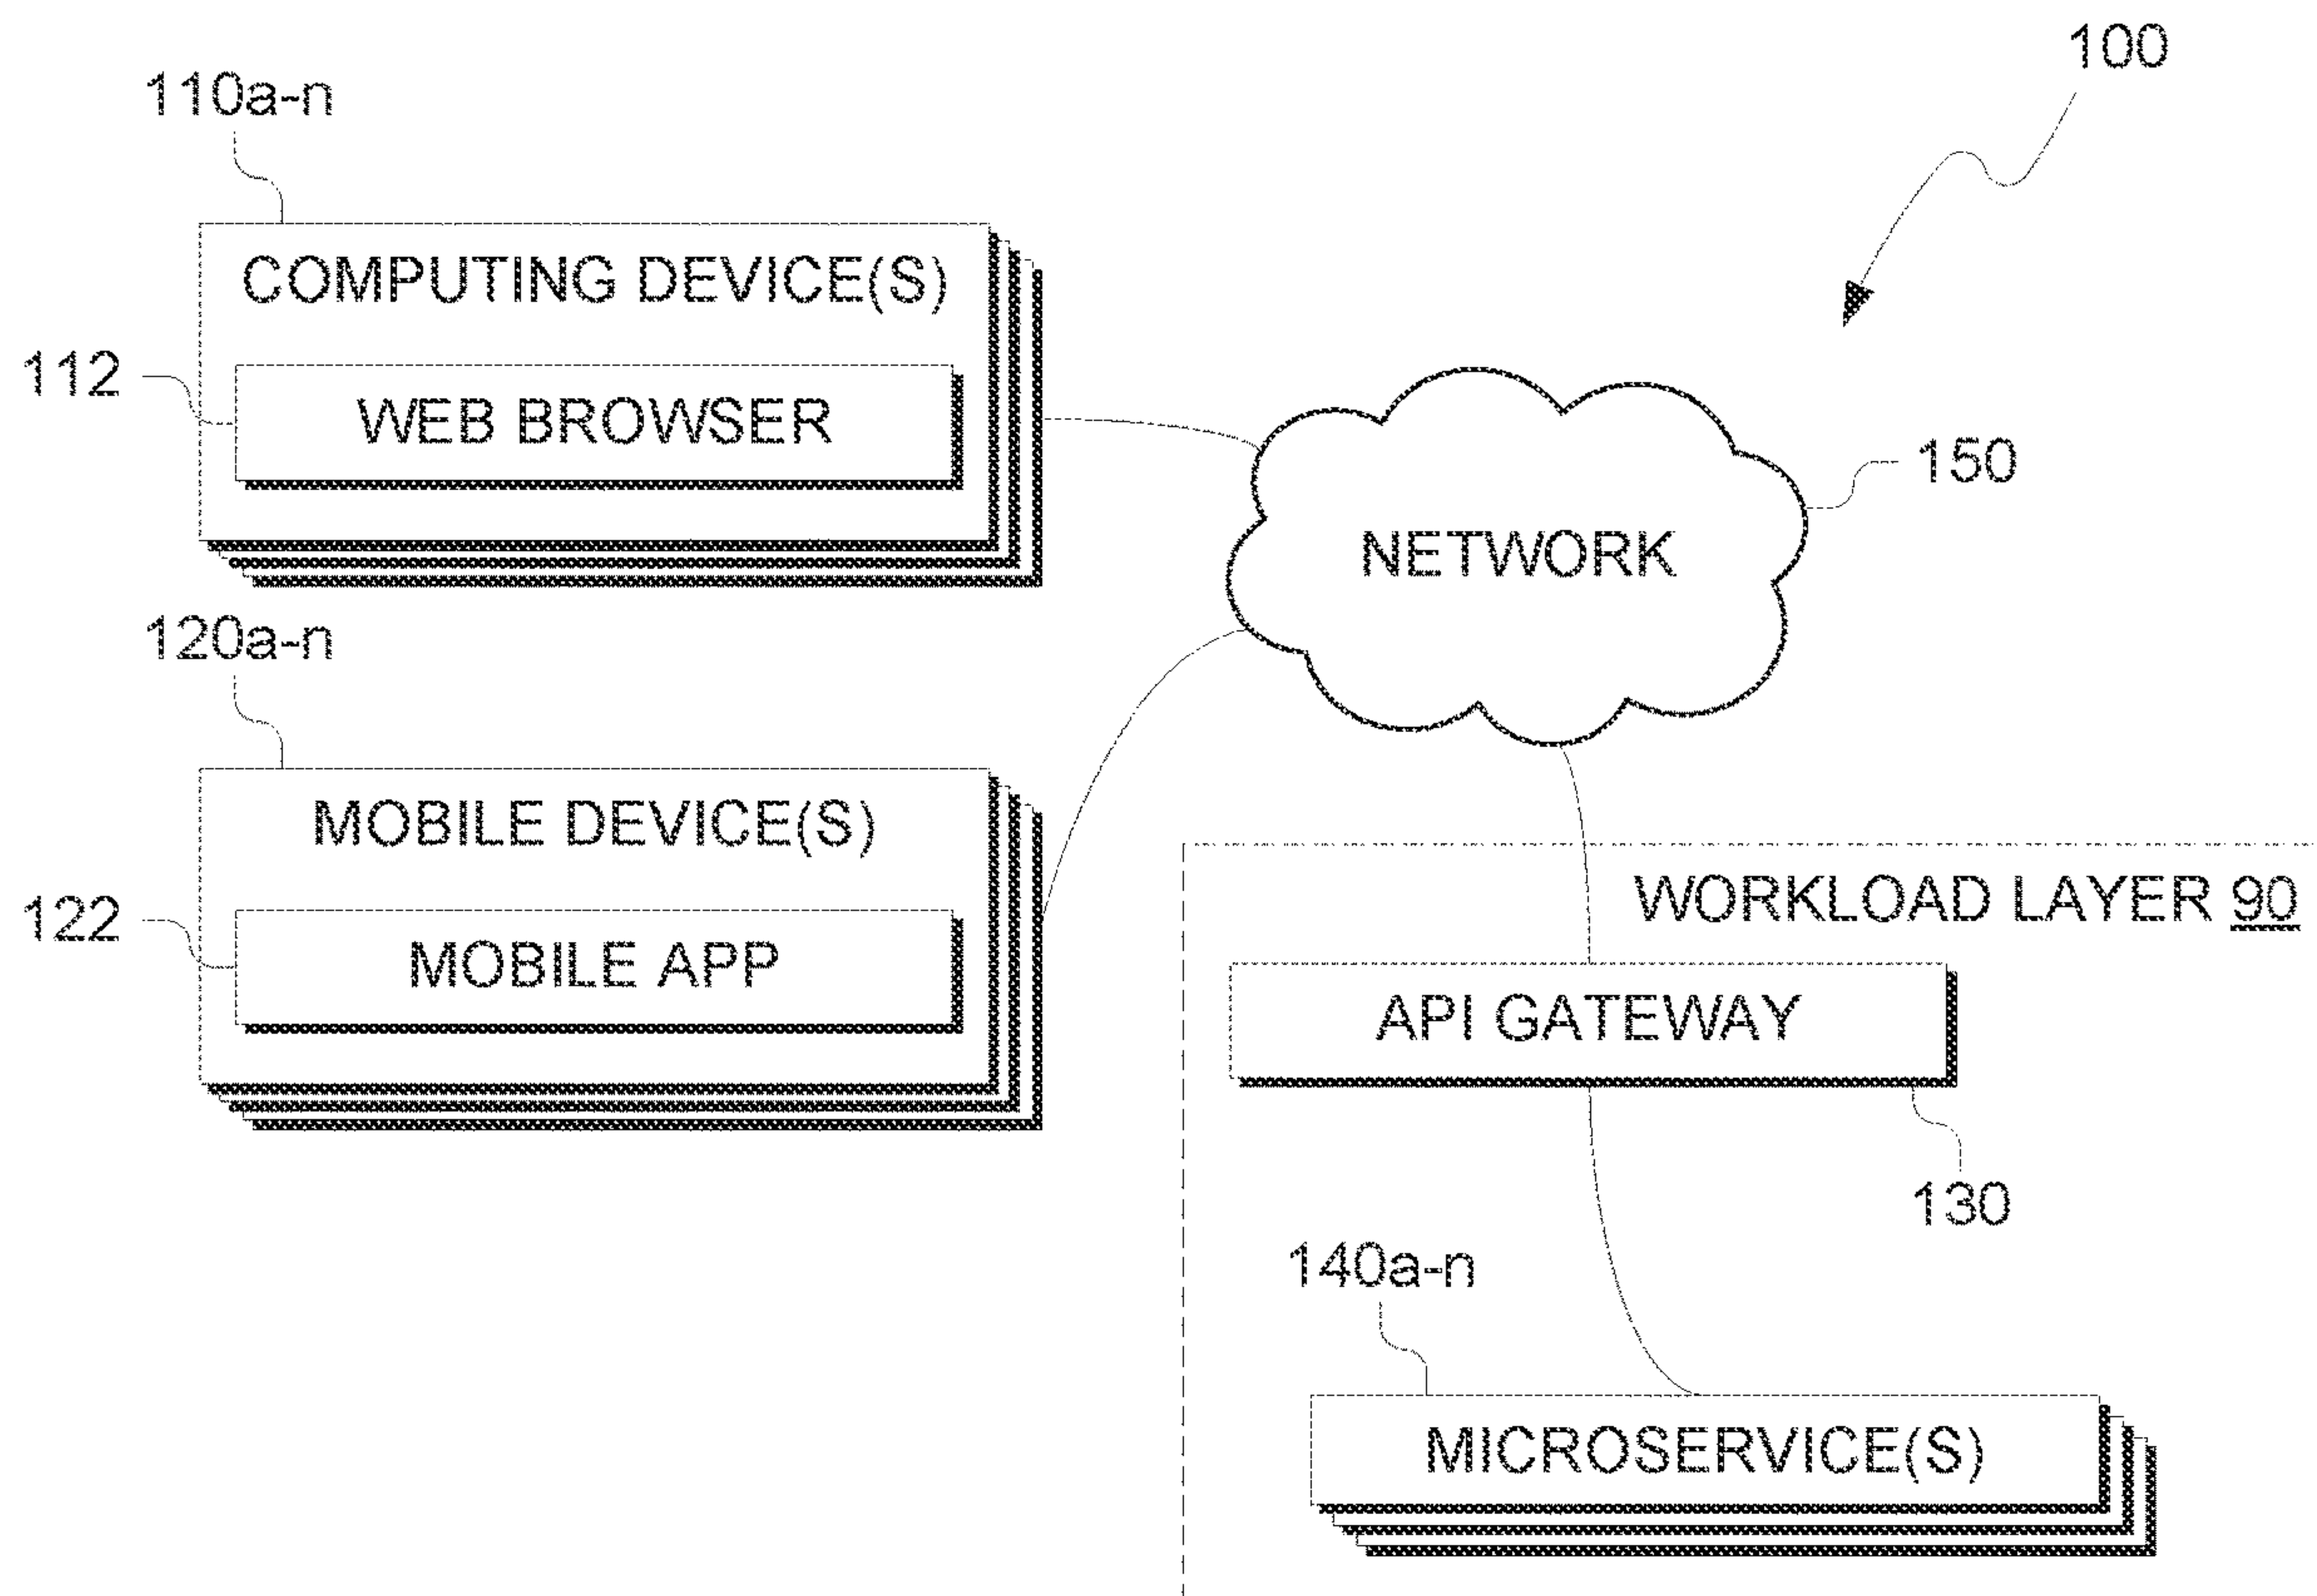 100
110a-n
COMPUTING DEVICE(S)
112
WEB BROWSER
150
NETWORK
120a-n
MOBILE DEVICE(S)
122
MOBILE APP
WORKLOAD LAYER 90
API GATEWAY
130
140a-n
MICROSERVICE(S)